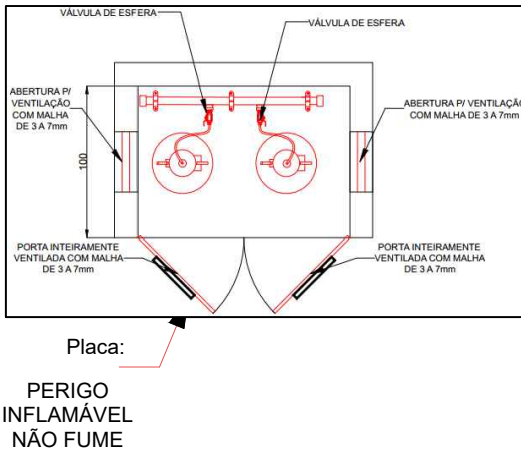 VÁLVULA DE ESFERA
VÁLVULA DE ESFERA
ABERTURA P/
VENTILAÇÃO
COM MALHA
DE 3 A 7mm
ABERTURA P/ VENTILAÇÃO
COM MALHA DE 3 A 7mm
100
PORTA INTEIRAMENTE
VENTILADA COM MALHA
DE 3 A 7mm
PORTA INTEIRAMENTE
VENTILADA COM MALHA
DE 3 A 7mm
Placa:
PERIGO
INFLAMÁVEL
NÃO FUME